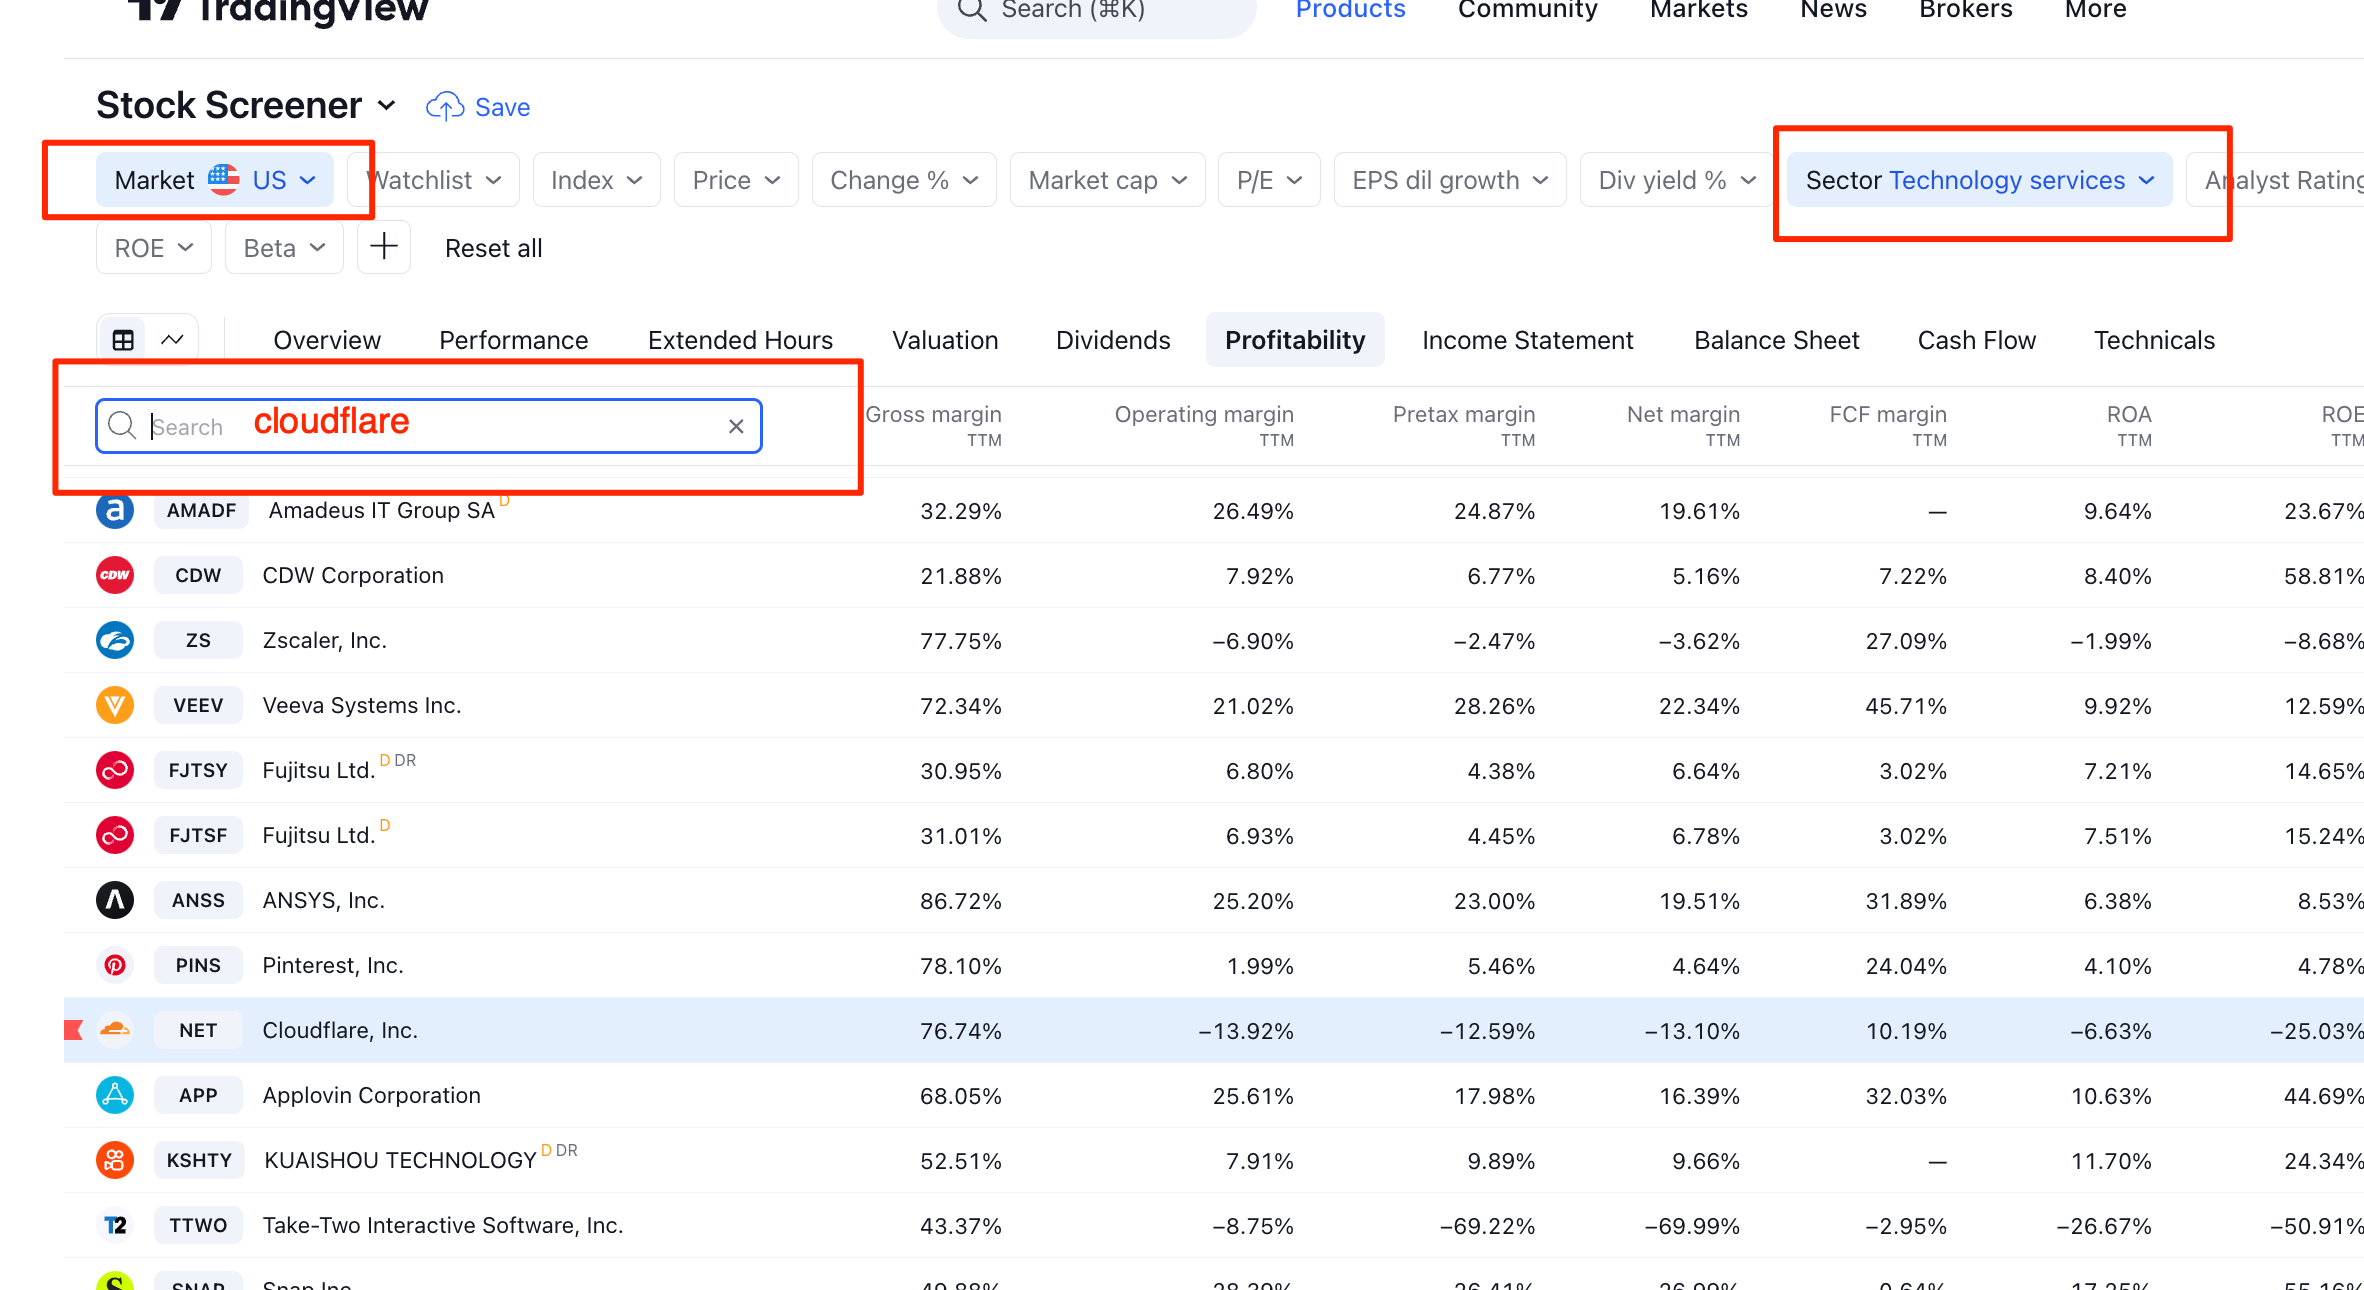 TradingView Search (⌘K) Products Community Markets News Brokers More
Stock Screener Save
Market US Watchlist Index Price Change % Market cap P/E EPS dil growth Div yield % Sector Technology services Analyst Rating
ROE Beta + Reset all
Overview Performance Extended Hours Valuation Dividends Profitability Income Statement Balance Sheet Cash Flow Technicals
Search cloudflare Gross margin Operating margin Pretax margin Net margin FCF margin ROA ROE
TTM TTM TTM TTM TTM TTM TTM
a AMADF Amadeus IT Group SA D 32.29% 26.49% 24.87% 19.61% — 9.64% 23.67%
CDW CDW CDW Corporation 21.88% 7.92% 6.77% 5.16% 7.22% 8.40% 58.81%
ZS Zscaler, Inc. 77.75% −6.90% −2.47% −3.62% 27.09% −1.99% −8.68%
VEEV Veeva Systems Inc. 72.34% 21.02% 28.26% 22.34% 45.71% 9.92% 12.59%
FJTSY Fujitsu Ltd. D DR 30.95% 6.80% 4.38% 6.64% 3.02% 7.21% 14.65%
FJTSF Fujitsu Ltd. D 31.01% 6.93% 4.45% 6.78% 3.02% 7.51% 15.24%
ANSS ANSYS, Inc. 86.72% 25.20% 23.00% 19.51% 31.89% 6.38% 8.53%
PINS Pinterest, Inc. 78.10% 1.99% 5.46% 4.64% 24.04% 4.10% 4.78%
NET Cloudflare, Inc. 76.74% −13.92% −12.59% −13.10% 10.19% −6.63% −25.03%
APP Applovin Corporation 68.05% 25.61% 17.98% 16.39% 32.03% 10.63% 44.69%
KSHTY KUAISHOU TECHNOLOGY D DR 52.51% 7.91% 9.89% 9.66% — 11.70% 24.34%
T2 TTWO Take-Two Interactive Software, Inc. 43.37% −8.75% −69.22% −69.99% −2.95% −26.67% −50.91%
S SNAP Snap Inc.